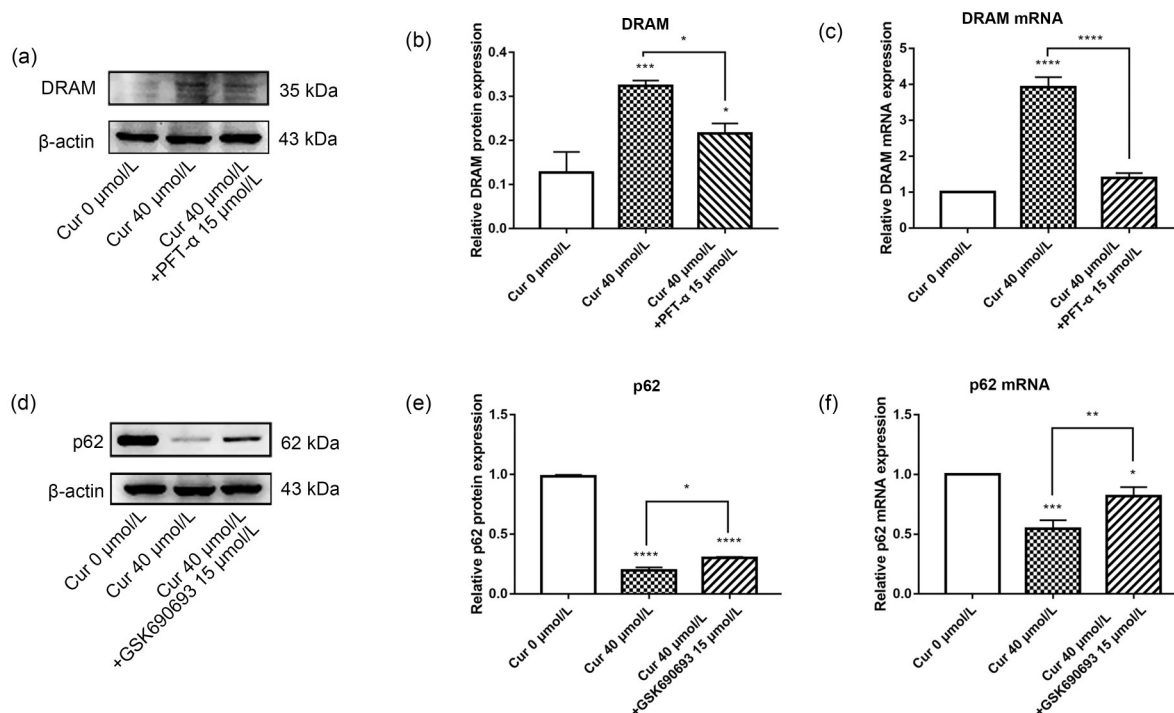 (a)
DRAM
35 kDa
β-actin
43 kDa
Cur 0 μmol/L
Cur 40 μmol/L
Cur 40 μmol/L
+PFT-α 15 μmol/L
(b)
DRAM
Relative DRAM protein expression
0.4
0.3
0.2
0.1
0.0
***
*
*
Cur 0 μmol/L
Cur 40 μmol/L
Cur 40 μmol/L
+PFT-α 15 μmol/L
(c)
DRAM mRNA
Relative DRAM mRNA expression
5
4
3
2
1
0
****
****
Cur 0 μmol/L
Cur 40 μmol/L
Cur 40 μmol/L
+PFT-α 15 μmol/L
(d)
p62
62 kDa
β-actin
43 kDa
Cur 0 μmol/L
Cur 40 μmol/L
Cur 40 μmol/L
+GSK690693 15 μmol/L
(e)
p62
Relative p62 protein expression
1.5
1.0
0.5
0.0
*
****
****
Cur 0 μmol/L
Cur 40 μmol/L
Cur 40 μmol/L
+GSK690693 15 μmol/L
(f)
p62 mRNA
Relative p62 mRNA expression
1.5
1.0
0.5
0.0
**
***
*
Cur 0 μmol/L
Cur 40 μmol/L
Cur 40 μmol/L
+GSK690693 15 μmol/L